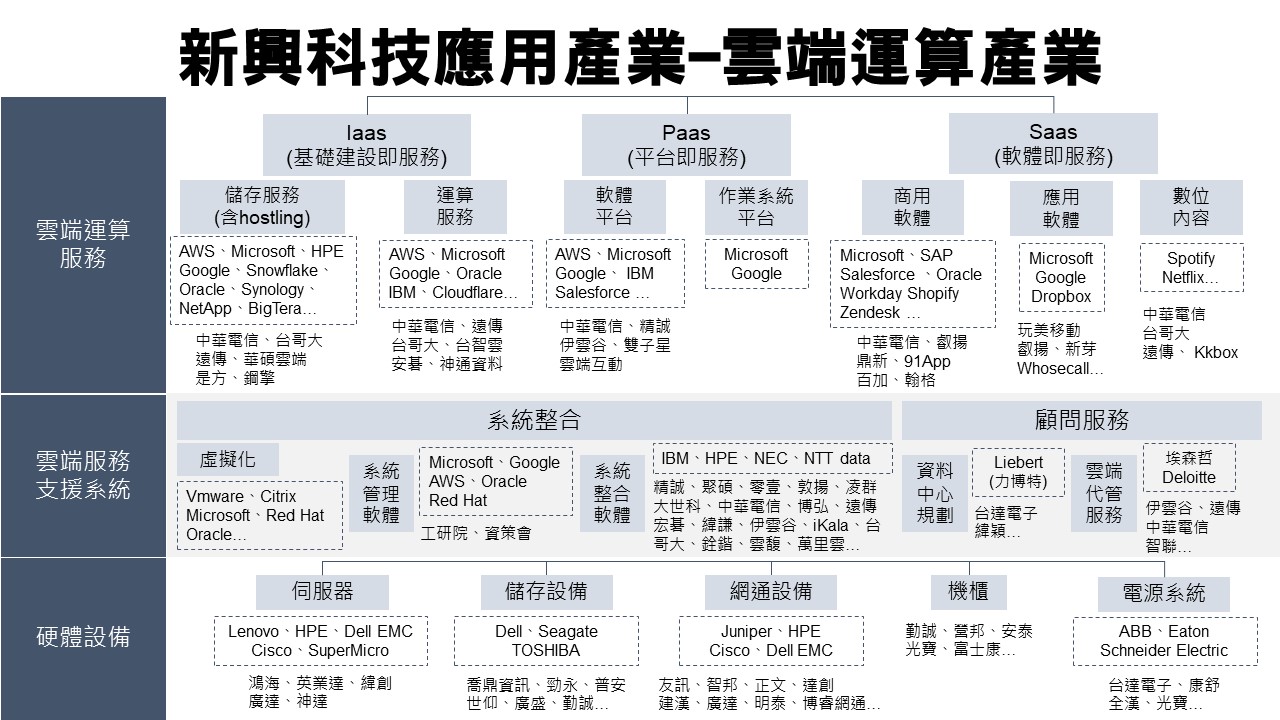 新興科技應用產業-雲端運算產業
雲端運算
服務
Iaas
(基礎建設即服務)
Paas
(平台即服務)
Saas
(軟體即服務)
儲存服務
(含hostling)
AWS、Microsoft、HPE
Google、Snowflake、
Oracle、Synology、
NetApp、BigTera…
中華電信、台哥大
遠傳、華碩雲端
是方、鋼擎
運算
服務
AWS、Microsoft
Google、Oracle
IBM、Cloudflare…
中華電信、遠傳
台哥大、台智雲
安碁、神通資料
軟體
平台
AWS、Microsoft
Google、 IBM
Salesforce …
中華電信、精誠
伊雲谷、雙子星
雲端互動
作業系統
平台
Microsoft
Google
商用
軟體
Microsoft、SAP
Salesforce 、Oracle
Workday Shopify
Zendesk …
中華電信、叡揚
鼎新、91App
百加、翰格
應用
軟體
Microsoft
Google
Dropbox
玩美移動
叡揚、新芽
Whosecall…
數位
內容
Spotify
Netflix…
中華電信
台哥大
遠傳、 Kkbox
雲端服務
支援系統
系統整合
虛擬化
Vmware、Citrix
Microsoft、Red Hat
Oracle…
系統
管理
軟體
Microsoft、Google
AWS、Oracle
Red Hat
工研院、資策會
系統
整合
軟體
IBM、HPE、NEC、NTT data
精誠、聚碩、零壹、敦揚、凌群
大世科、中華電信、博弘、遠傳
宏碁、緯謙、伊雲谷、iKala、台
哥大、銓鍇、雲馥、萬里雲…
顧問服務
資料
中心
規劃
Liebert
(力博特)
台達電子
緯穎…
雲端
代管
服務
埃森哲
Deloitte
伊雲谷、遠傳
中華電信
智聯…
硬體設備
伺服器
Lenovo、HPE、Dell EMC
Cisco、SuperMicro
鴻海、英業達、緯創
廣達、神達
儲存設備
Dell、Seagate
TOSHIBA
喬鼎資訊、勁永、普安
世仰、廣盛、勤誠…
網通設備
Juniper、HPE
Cisco、Dell EMC
友訊、智邦、正文、達創
建漢、廣達、明泰、博睿網通…
機櫃
勤誠、營邦、安泰
光寶、富士康…
電源系統
ABB、Eaton
Schneider Electric
台達電子、康舒
全漢、光寶…